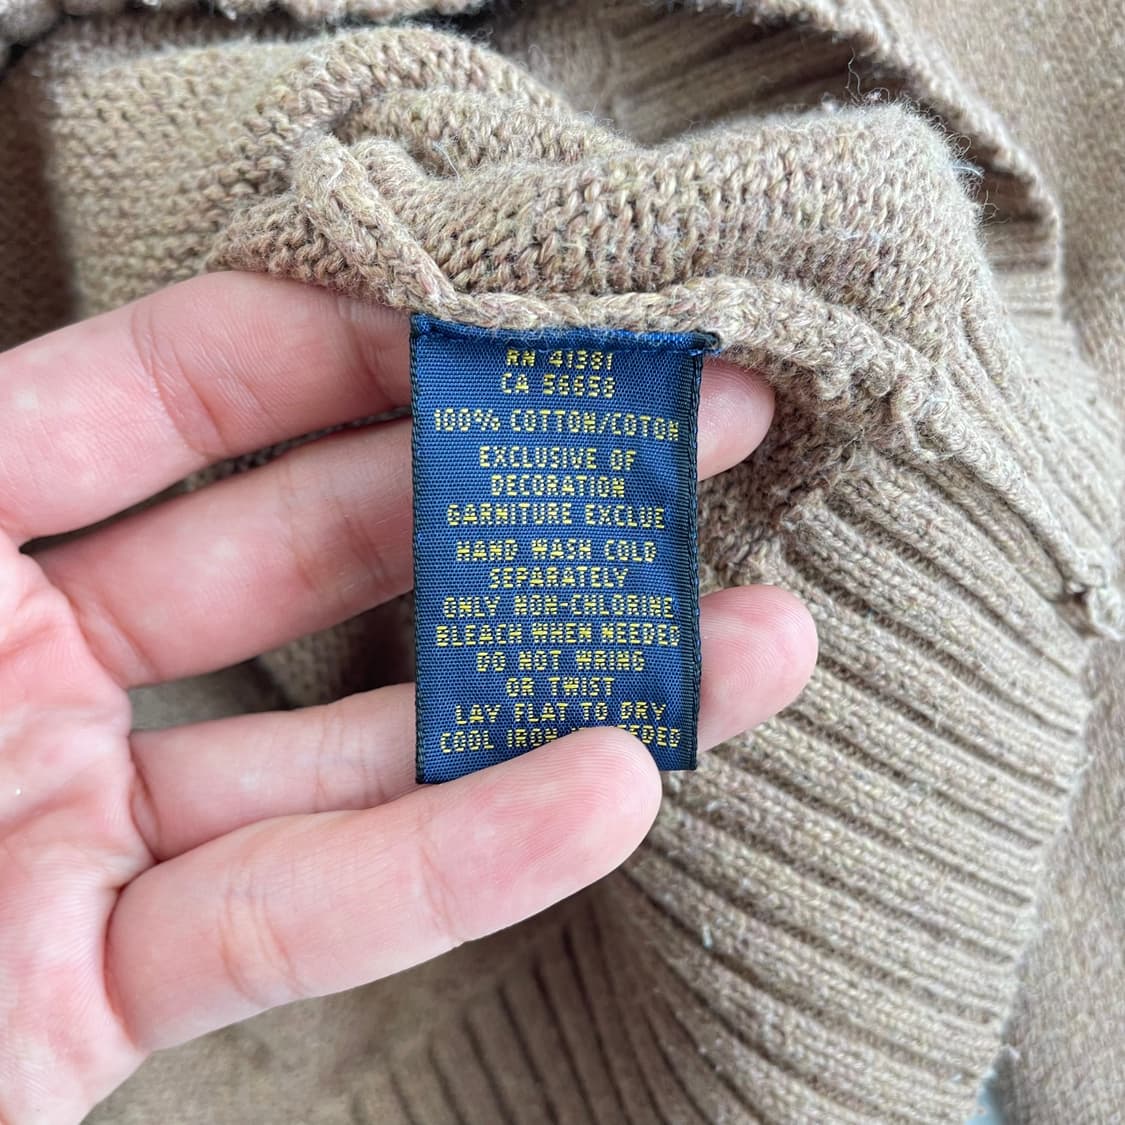 RN 41381
CA 56658
100% COTTON/COTON
EXCLUSIVE OF
DECORATION
GARNITURE EXCLUE
HAND WASH COLD
SEPARATELY
ONLY NON-CHLORINE
BLEACH WHEN NEEDED
DO NOT WRING
OR TWIST
LAY FLAT TO DRY
COOL IRON